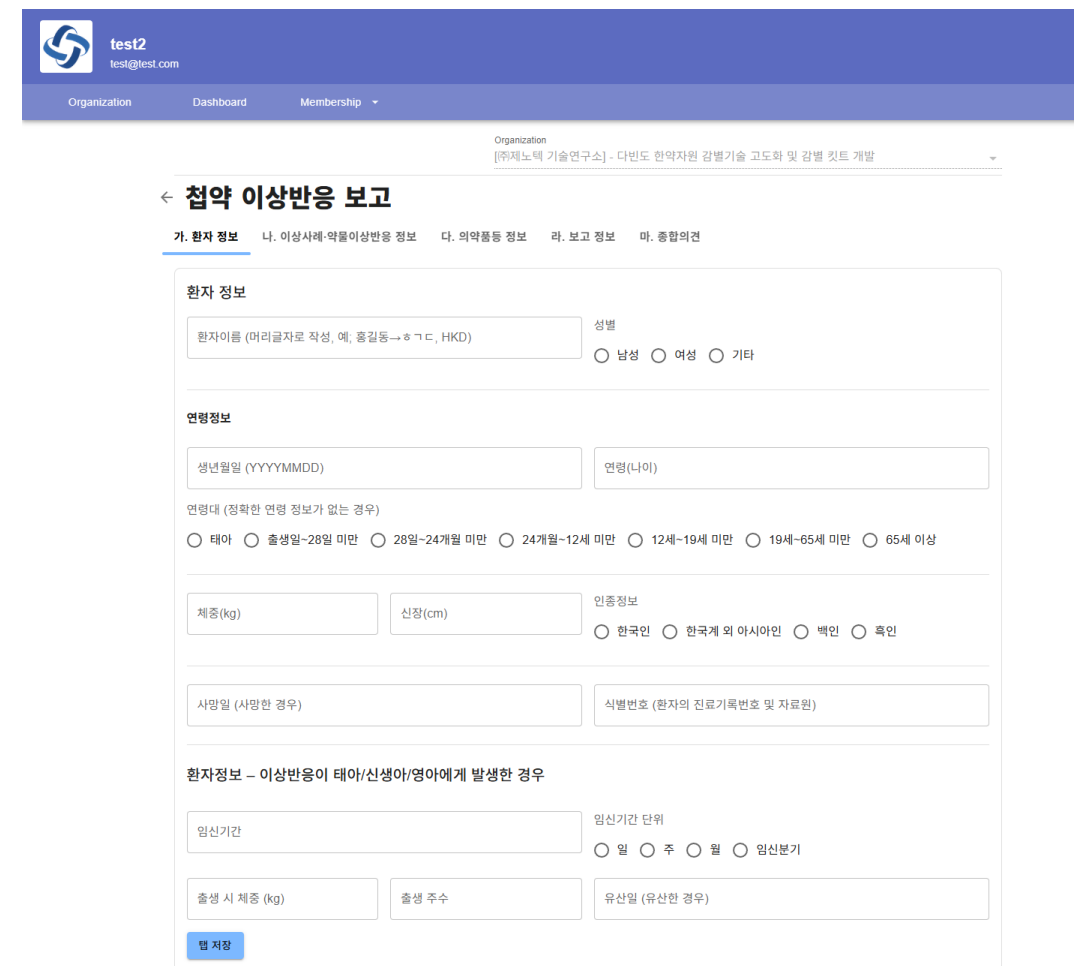 test2
test@test.com
Organization Dashboard Membership
Organization
[㈜제노텍 기술연구소] - 다빈도 한약자원 감별기술 고도화 및 감별 킷트 개발
첩약 이상반응 보고
가. 환자 정보 나. 이상사례·약물이상반응 정보 다. 의약품등 정보 라. 보고 정보 마. 종합의견
환자 정보
환자이름 (머리글자로 작성, 예; 홍길동→ㅎㄱㄷ, HKD)
성별
남성 여성 기타
연령정보
생년월일 (YYYYMMDD) 연령(나이)
연령대 (정확한 연령 정보가 없는 경우)
태아 출생일~28일 미만 28일~24개월 미만 24개월~12세 미만 12세~19세 미만 19세~65세 미만 65세 이상
체중(kg) 신장(cm)
인종정보
한국인 한국계 외 아시아인 백인 흑인
사망일 (사망한 경우) 식별번호 (환자의 진료기록번호 및 자료원)
환자정보 – 이상반응이 태아/신생아/영아에게 발생한 경우
임신기간
임신기간 단위
일 주 월 임신분기
출생 시 체중 (kg) 출생 주수 유산일 (유산한 경우)
탭 저장